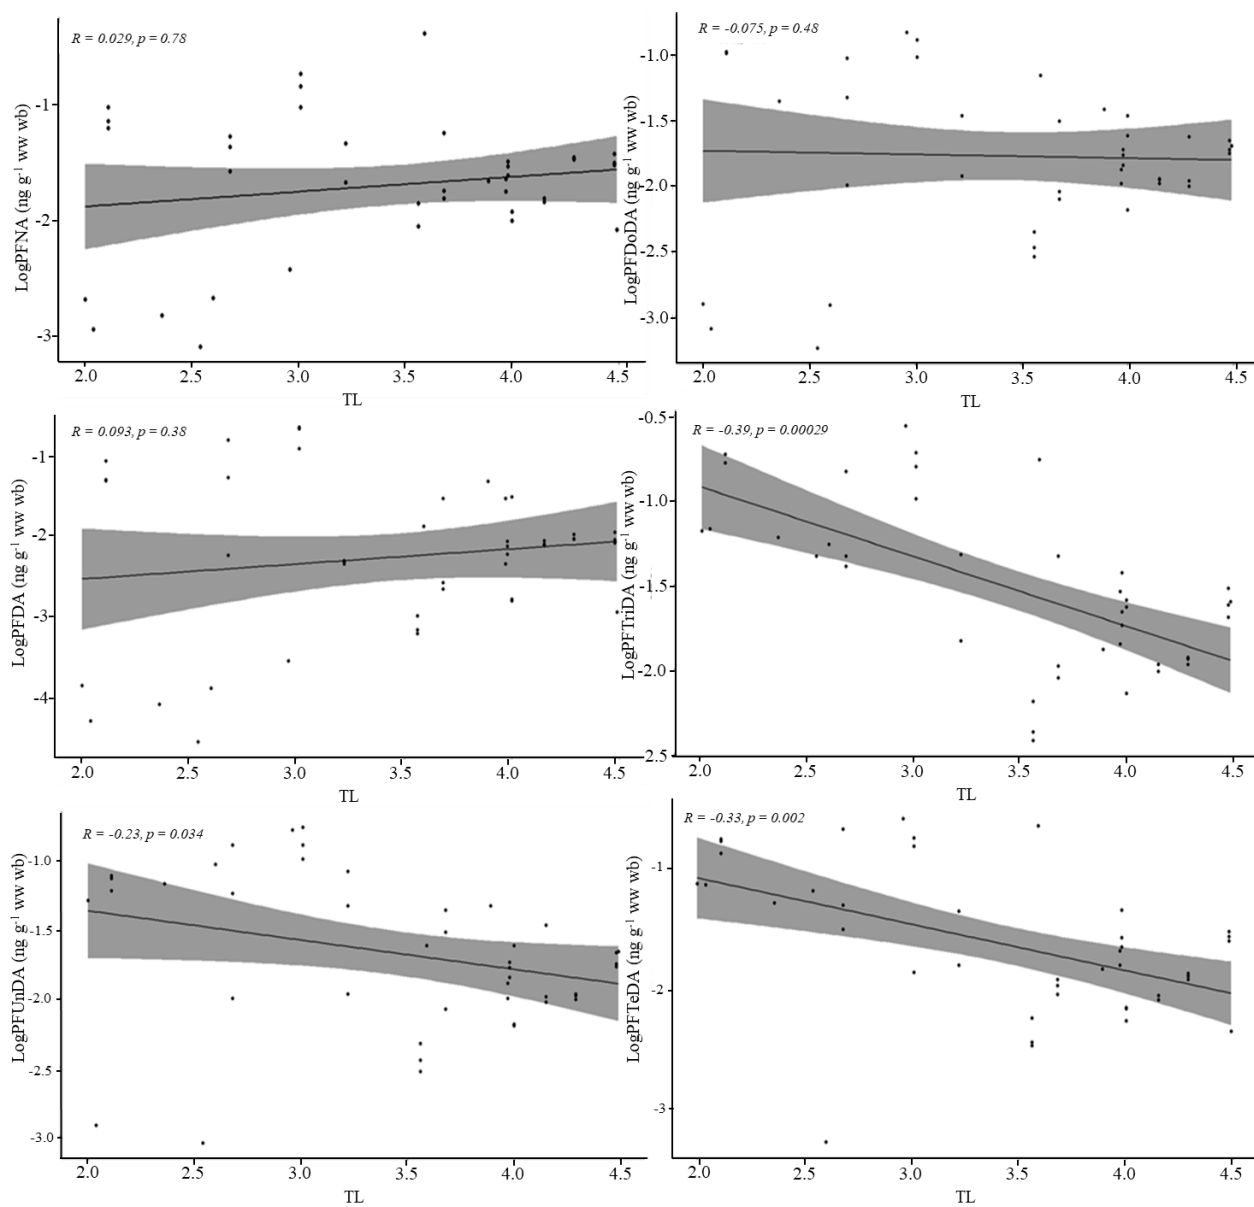 R = 0.029, p = 0.78
LogPFNA (ng g-1 ww wb)
-1
-2
-3
2.0 2.5 3.0 3.5 4.0 4.5
TL
R = -0.075, p = 0.48
LogPFDoDA (ng g-1 ww wb)
-1.0
-1.5
-2.0
-2.5
-3.0
2.0 2.5 3.0 3.5 4.0 4.5
TL
R = 0.093, p = 0.38
LogPFDA (ng g-1 ww wb)
-1
-2
-3
-4
2.0 2.5 3.0 3.5 4.0 4.5
TL
R = -0.39, p = 0.00029
LogPFTriDA (ng g-1 ww wb)
-0.5
-1.0
-1.5
-2.0
2.5
2.0 2.5 3.0 3.5 4.0 4.5
TL
R = -0.23, p = 0.034
LogPFUnDA (ng g-1 ww wb)
-1.0
-1.5
-2.0
-2.5
-3.0
2.0 2.5 3.0 3.5 4.0 4.5
TL
R = -0.33, p = 0.002
LogPFTeDA (ng g-1 ww wb)
-1
-2
-3
2.0 2.5 3.0 3.5 4.0 4.5
TL